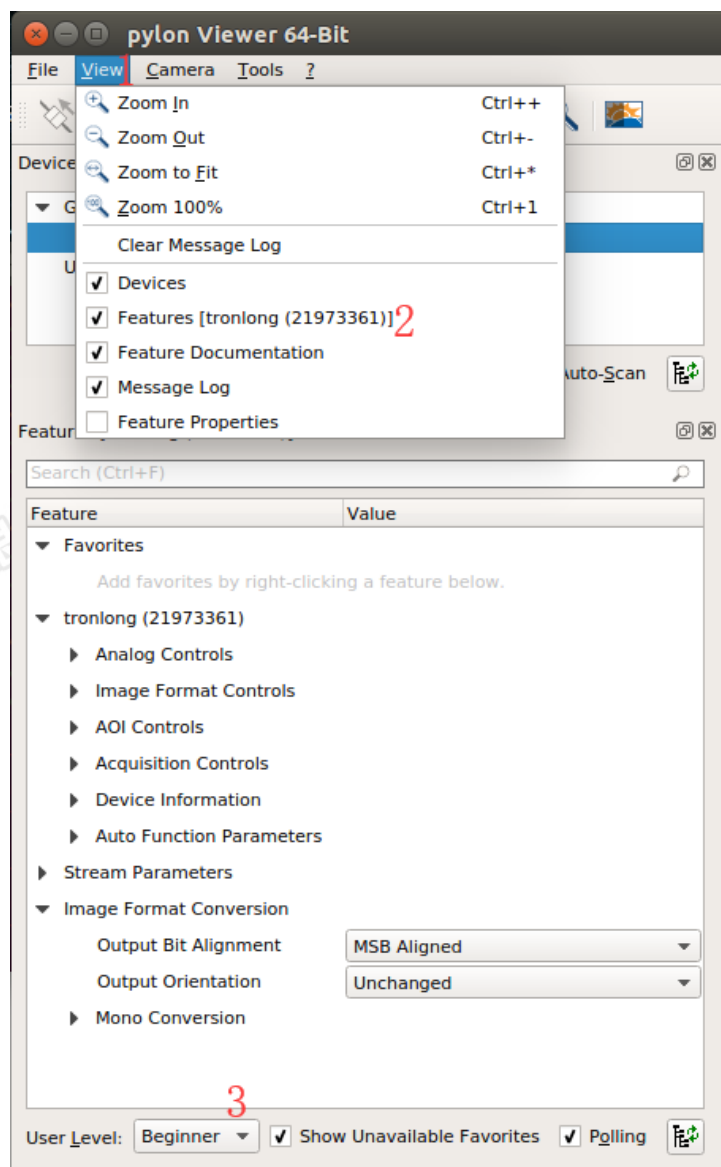 pylon Viewer 64-Bit
File View 1 Camera Tools ?
Zoom In Ctrl++
Zoom Out Ctrl+-
Zoom to Fit Ctrl+*
Zoom 100% Ctrl+1
Clear Message Log
Devices
Features [tronlong (21973361)] 2
Feature Documentation
Message Log
Feature Properties
Device
G
U
Auto-Scan
Featur
Search (Ctrl+F)
Feature Value
Favorites
Add favorites by right-clicking a feature below.
tronlong (21973361)
Analog Controls
Image Format Controls
AOI Controls
Acquisition Controls
Device Information
Auto Function Parameters
Stream Parameters
Image Format Conversion
Output Bit Alignment MSB Aligned
Output Orientation Unchanged
Mono Conversion
3
User Level: Beginner Show Unavailable Favorites Polling